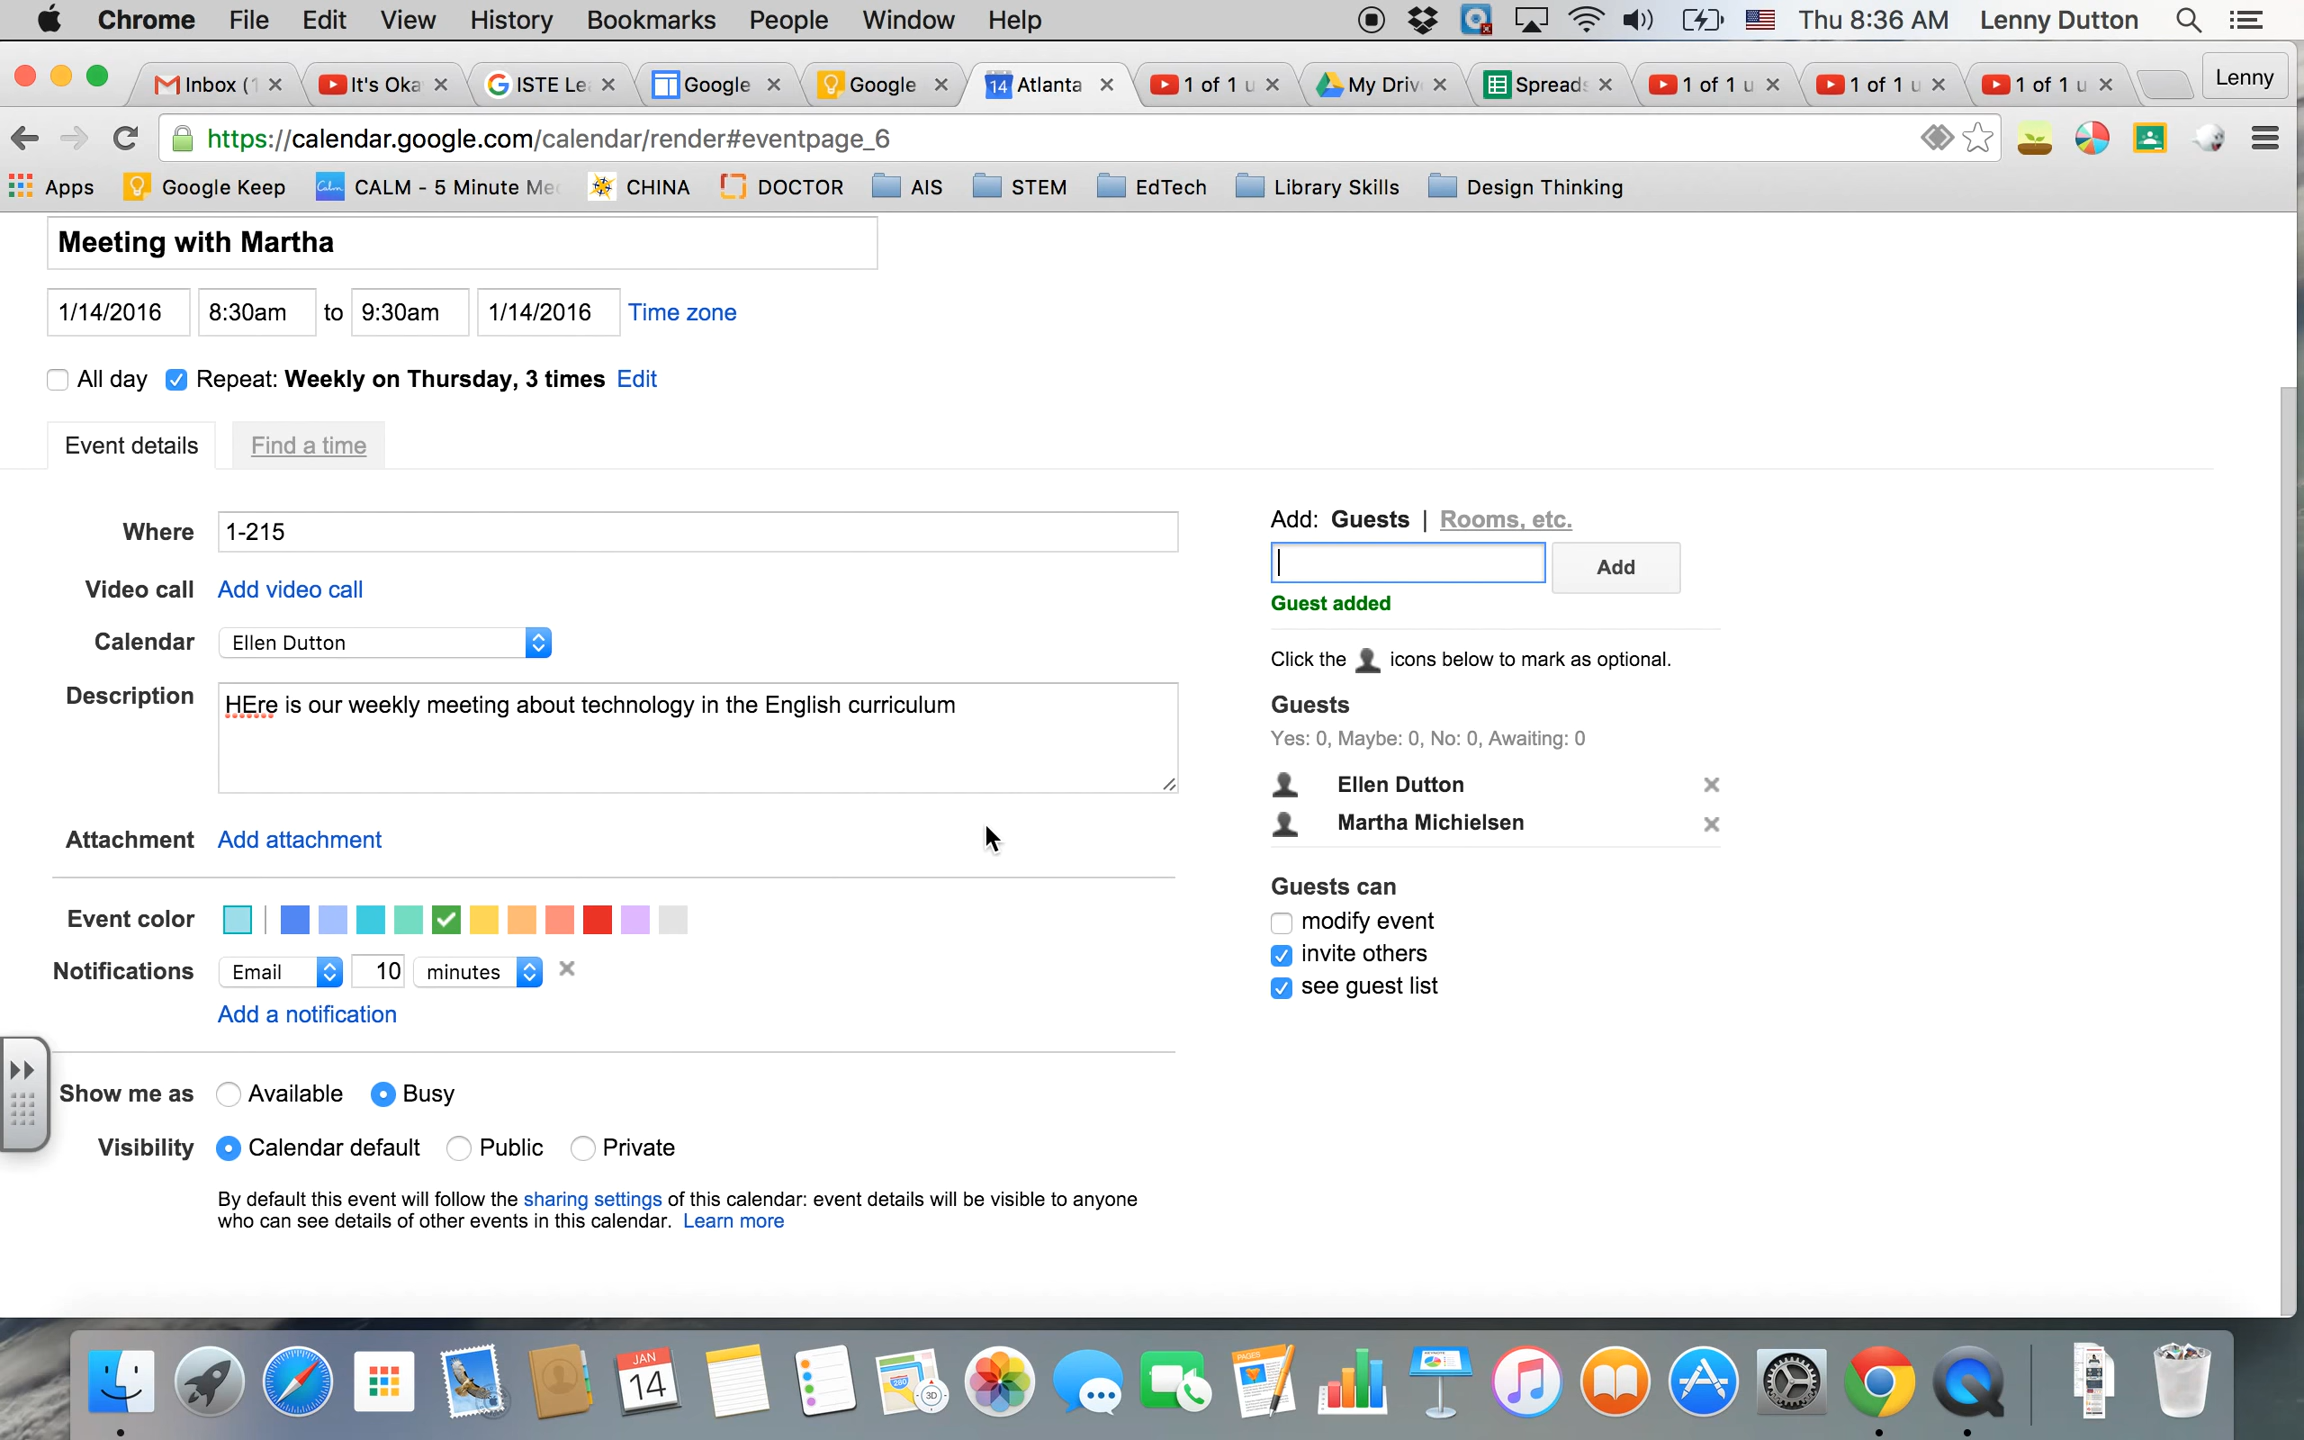 Chrome File Edit View History Bookmarks People Window Help Thu 8:36 AM Lenny Dutton
Inbox (1 It's Oka ISTE Le Google Google 14 Atlanta 1 of 1 u My Driv Spreads 1 of 1 u 1 of 1 u 1 of 1 u Lenny
https://calendar.google.com/calendar/render#eventpage_6
Apps Google Keep Calm CALM - 5 Minute Me CHINA DOCTOR AIS STEM EdTech Library Skills Design Thinking
Meeting with Martha
1/14/2016 8:30am to 9:30am 1/14/2016 Time zone
All day Repeat: Weekly on Thursday, 3 times Edit
Event details Find a time
Where 1-215
Video call Add video call
Calendar Ellen Dutton
Description HEre is our weekly meeting about technology in the English curriculum
Attachment Add attachment
Event color
Notifications Email 10 minutes
Add a notification
Show me as Available Busy
Visibility Calendar default Public Private
By default this event will follow the sharing settings of this calendar: event details will be visible to anyone
who can see details of other events in this calendar. Learn more
Add: Guests | Rooms, etc.
Add
Guest added
Click the icons below to mark as optional.
Guests
Yes: 0, Maybe: 0, No: 0, Awaiting: 0
Ellen Dutton
Martha Michielsen
Guests can
modify event
invite others
see guest list
JAN
14
280
3D
PAGES